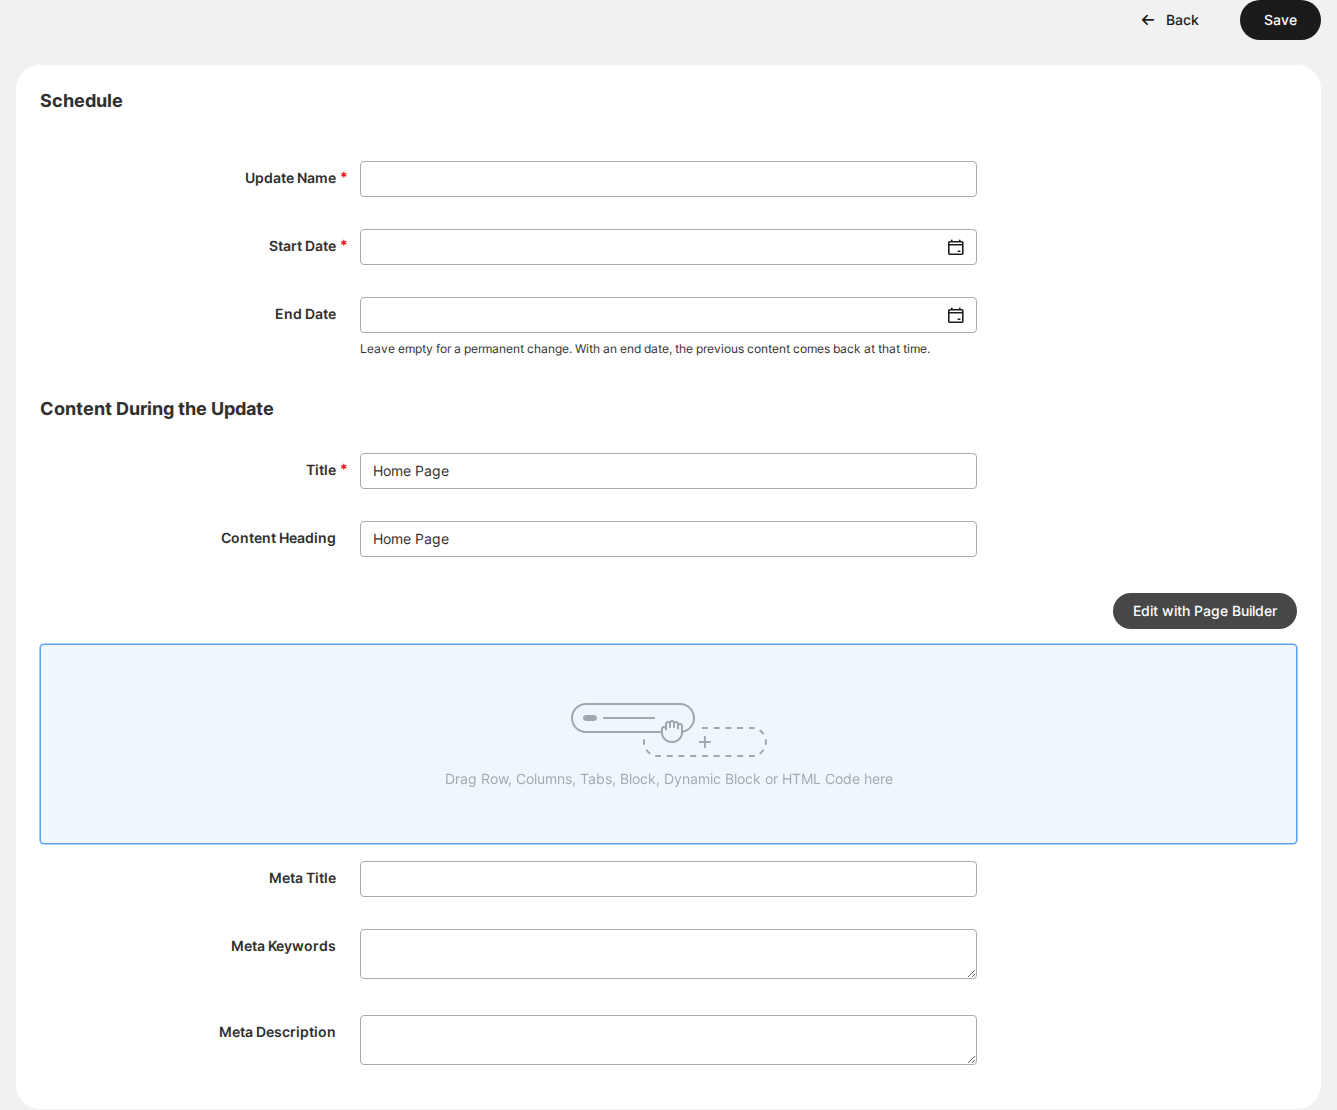 Back
Save
Schedule
Update Name *
Start Date *
End Date
Leave empty for a permanent change. With an end date, the previous content comes back at that time.
Content During the Update
Title *
Home Page
Content Heading
Home Page
Edit with Page Builder
Drag Row, Columns, Tabs, Block, Dynamic Block or HTML Code here
Meta Title
Meta Keywords
Meta Description